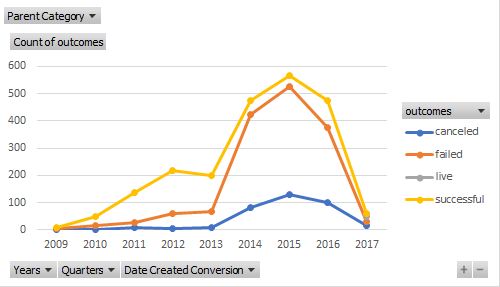 Parent Category
Count of outcomes
600
500
400
300
200
100
0
2009 2010 2011 2012 2013 2014 2015 2016 2017
outcomes
canceled
failed
live
successful
Years Quarters Date Created Conversion
+ −